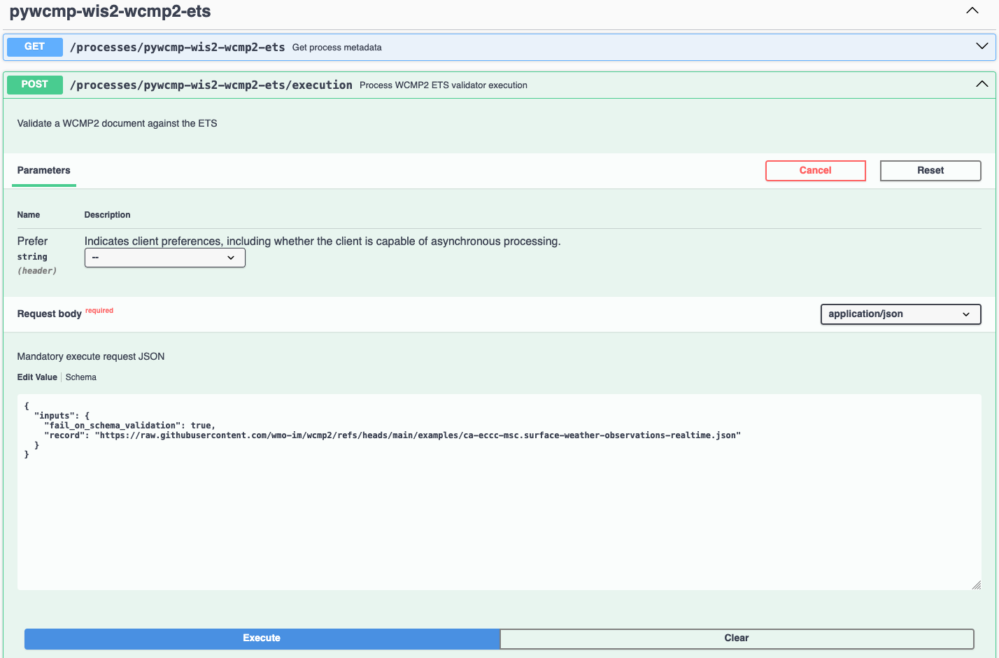 pywcmp-wis2-wcmp2-ets
GET /processes/pywcmp-wis2-wcmp2-ets Get process metadata
POST /processes/pywcmp-wis2-wcmp2-ets/execution Process WCMP2 ETS validator execution
Validate a WCMP2 document against the ETS
Parameters Cancel Reset
Name Description
Prefer Indicates client preferences, including whether the client is capable of asynchronous processing.
string --
(header)
Request body required application/json
Mandatory execute request JSON
Edit Value | Schema
{
  "inputs": {
    "fail_on_schema_validation": true,
    "record": "https://raw.githubusercontent.com/wmo-im/wcmp2/refs/heads/main/examples/ca-eccc-msc.surface-weather-observations-realtime.json"
  }
}
Execute Clear